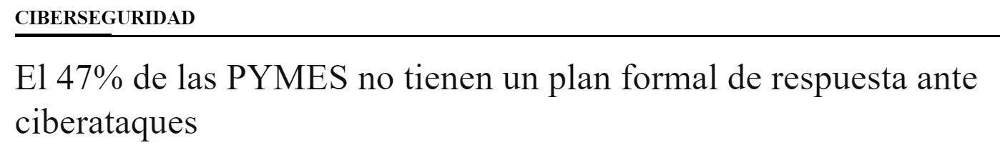 CIBERSEGURIDAD
El 47% de las PYMES no tienen un plan formal de respuesta ante
ciberataques